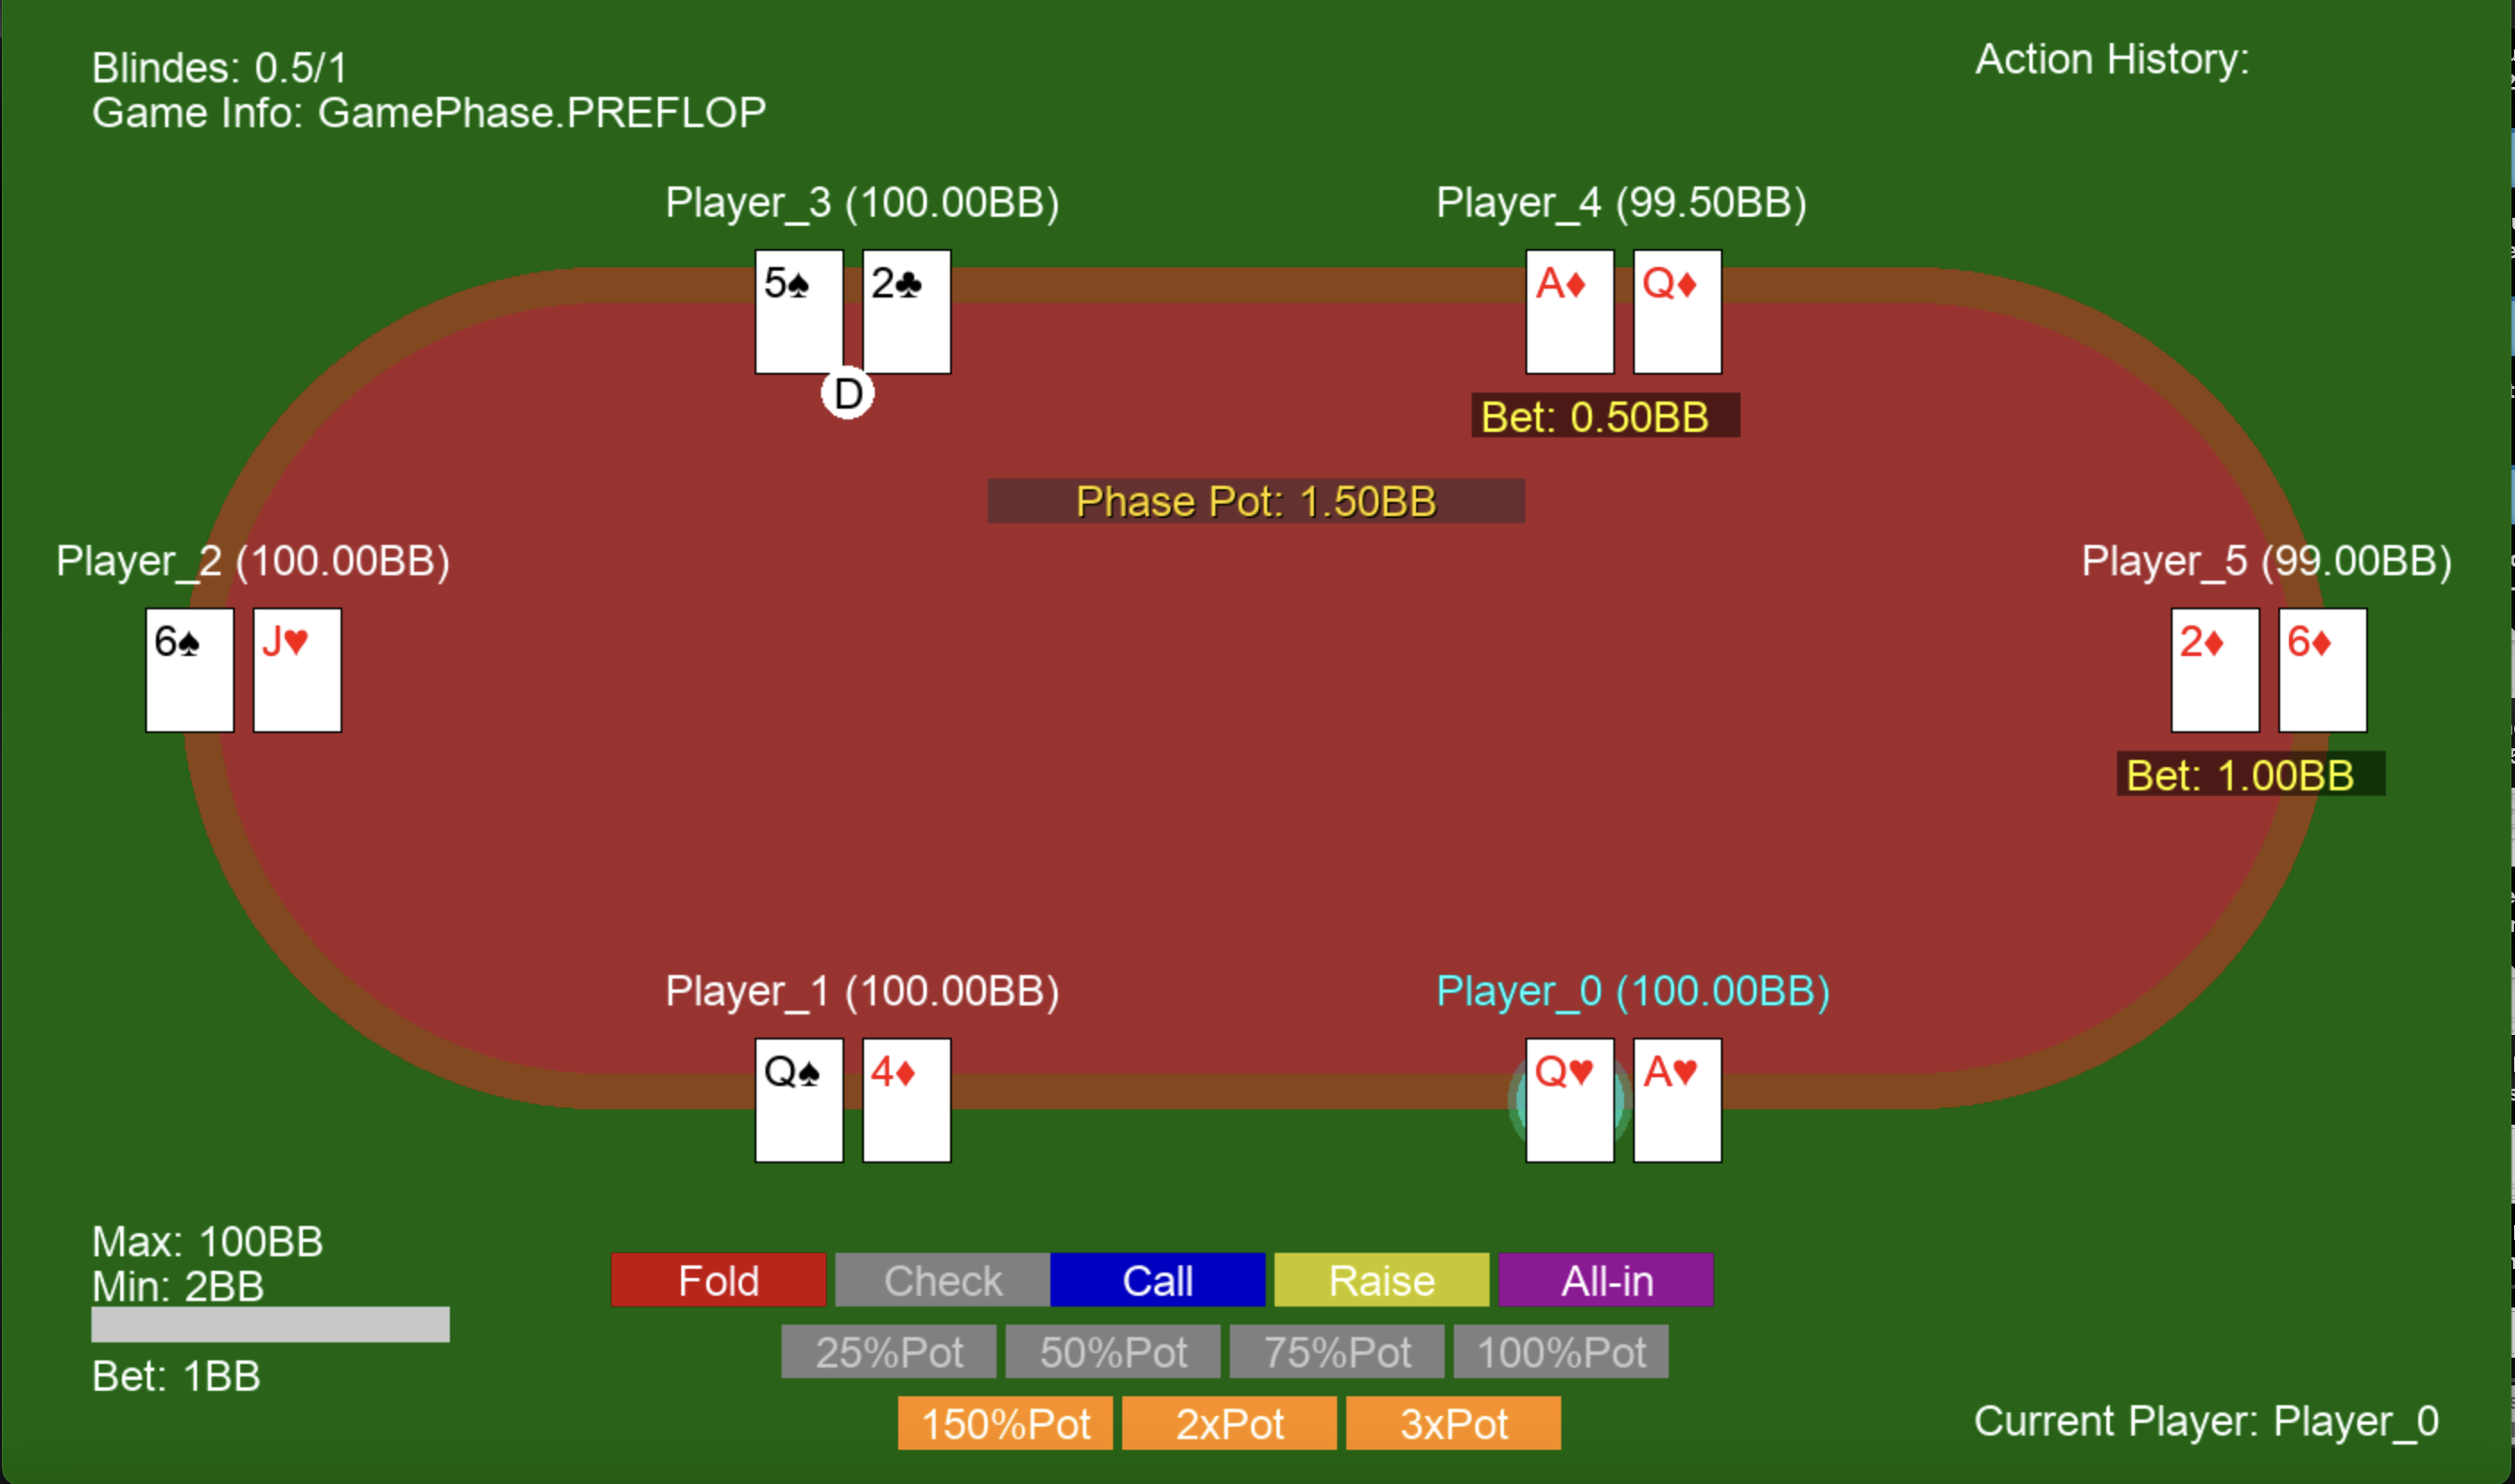 Blindes: 0.5/1
Game Info: GamePhase.PREFLOP
Action History:
Player_3 (100.00BB)
5♠ 2♣
D
Player_4 (99.50BB)
A♦ Q♦
Bet: 0.50BB
Phase Pot: 1.50BB
Player_2 (100.00BB)
6♠ J♥
Player_5 (99.00BB)
2♦ 6♦
Bet: 1.00BB
Player_1 (100.00BB)
Q♠ 4♦
Player_0 (100.00BB)
Q♥ A♥
Max: 100BB
Min: 2BB
Bet: 1BB
Fold Check Call Raise All-in
25%Pot 50%Pot 75%Pot 100%Pot
150%Pot 2xPot 3xPot
Current Player: Player_0